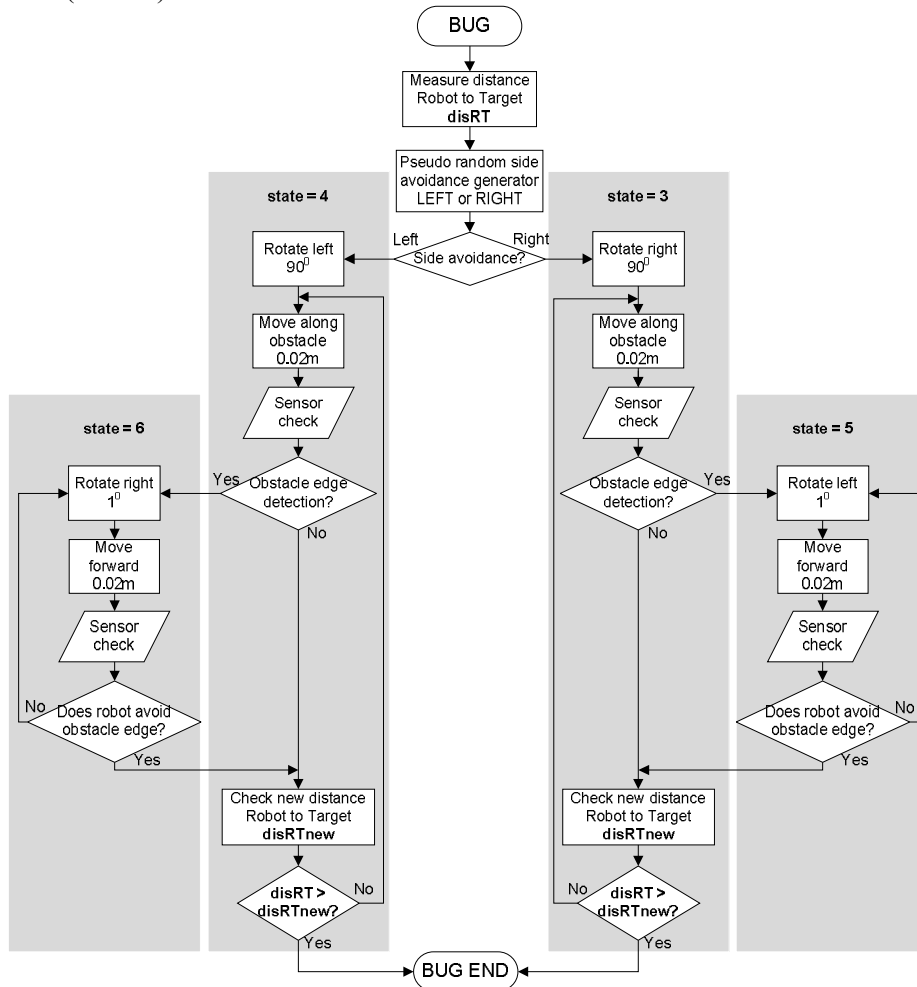 BUG
Measure distance
Robot to Target
disRT
Pseudo random side
avoidance generator
LEFT or RIGHT
state = 4
state = 3
Left
Right
Side avoidance?
Rotate left
90⁰
Rotate right
90⁰
Move along
obstacle
0.02m
Move along
obstacle
0.02m
Sensor
check
Sensor
check
state = 6
state = 5
Yes
Obstacle edge
detection?
No
Obstacle edge
detection?
Yes
No
Rotate right
1⁰
Rotate left
1⁰
Move
forward
0.02m
Move
forward
0.02m
Sensor
check
Sensor
check
No
Does robot avoid
obstacle edge?
Yes
Does robot avoid
obstacle edge?
No
Yes
Check new distance
Robot to Target
disRTnew
Check new distance
Robot to Target
disRTnew
disRT >
disRTnew?
No
Yes
No
disRT >
disRTnew?
Yes
BUG END